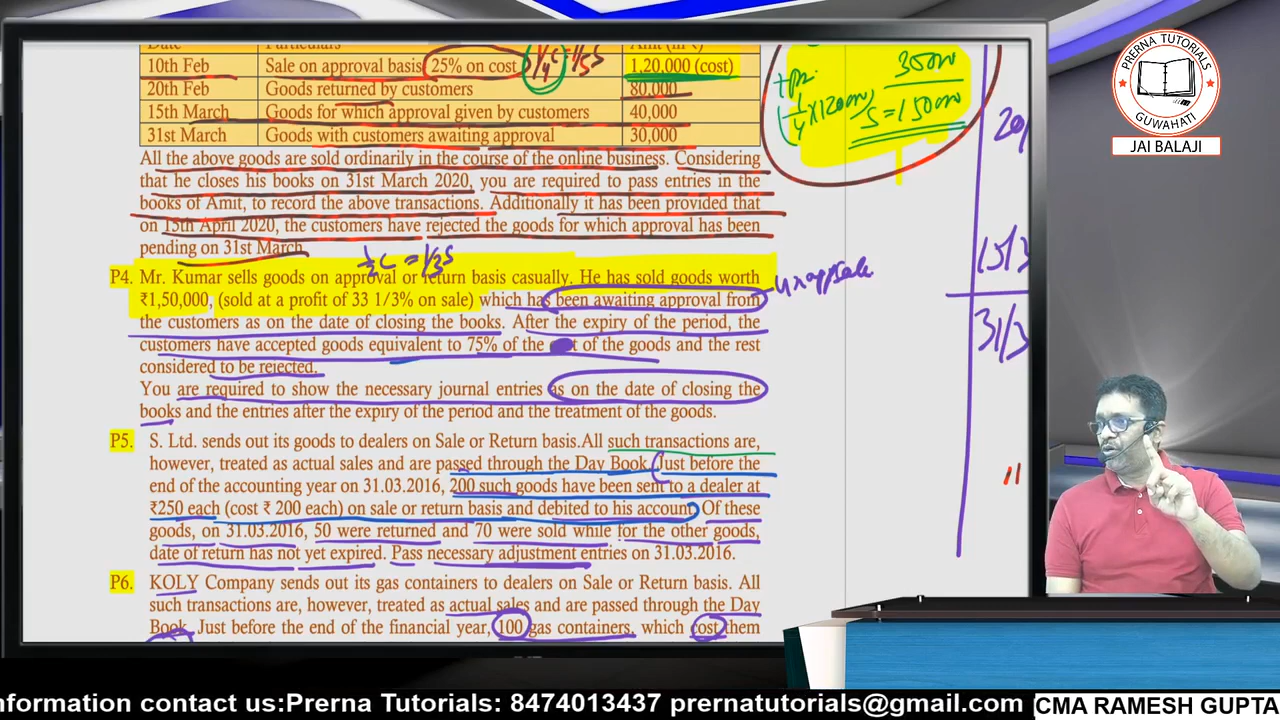 Date Particulars Amt (in ₹)
10th Feb Sale on approval basis 25% on cost 1,20,000 (cost)
20th Feb Goods returned by customers 80,000
15th March Goods for which approval given by customers 40,000
31st March Goods with customers awaiting approval 30,000
All the above goods are sold ordinarily in the course of the online business. Considering
that he closes his books on 31st March 2020, you are required to pass entries in the
books of Amit, to record the above transactions. Additionally it has been provided that
on 15th April 2020, the customers have rejected the goods for which approval has been
pending on 31st March
1/2 C = 1/3 S
P4. Mr. Kumar sells goods on approval or return basis casually. He has sold goods worth
₹1,50,000, (sold at a profit of 33 1/3% on sale) which has been awaiting approval from
the customers as on the date of closing the books. After the expiry of the period, the
customers have accepted goods equivalent to 75% of the of the goods and the rest
considered to be rejected.
You are required to show the necessary journal entries as on the date of closing the
books and the entries after the expiry of the period and the treatment of the goods.
P5. S. Ltd. sends out its goods to dealers on Sale or Return basis.All such transactions are,
however, treated as actual sales and are passed through the Day Book. Just before the
end of the accounting year on 31.03.2016, 200 such goods have been sent to a dealer at
₹250 each (cost ₹ 200 each) on sale or return basis and debited to his account. Of these
goods, on 31.03.2016, 50 were returned and 70 were sold while for the other goods,
date of return has not yet expired. Pass necessary adjustment entries on 31.03.2016.
P6. KOLY Company sends out its gas containers to dealers on Sale or Return basis. All
such transactions are, however, treated as actual sales and are passed through the Day
Book. Just before the end of the financial year, 100 gas containers, which cost them
30000
S = 150000
15/3
31/3
PRERNA TUTORIALS
GUWAHATI
JAI BALAJI
nformation contact us:Prerna Tutorials: 8474013437 prernatutorials@gmail.com
CMA RAMESH GUPTA